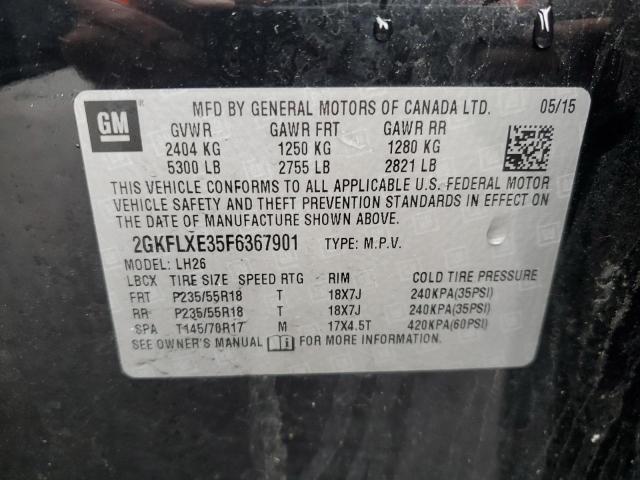 GM
MFD BY GENERAL MOTORS OF CANADA LTD. 05/15
GVWR GAWR FRT GAWR RR
2404 KG 1250 KG 1280 KG
5300 LB 2755 LB 2821 LB
THIS VEHICLE CONFORMS TO ALL APPLICABLE U.S. FEDERAL MOTOR
VEHICLE SAFETY AND THEFT PREVENTION STANDARDS IN EFFECT ON
THE DATE OF MANUFACTURE SHOWN ABOVE.
2GKFLXE35F6367901 TYPE: M.P.V.
MODEL: LH26
LBCX TIRE SIZE SPEED RTG RIM COLD TIRE PRESSURE
FRT P235/55R18 T 18X7J 240KPA(35PSI)
RR P235/55R18 T 18X7J 240KPA(35PSI)
SPA T145/70R17 M 17X4.5T 420KPA(60PSI)
SEE OWNER'S MANUAL i FOR MORE INFORMATION.